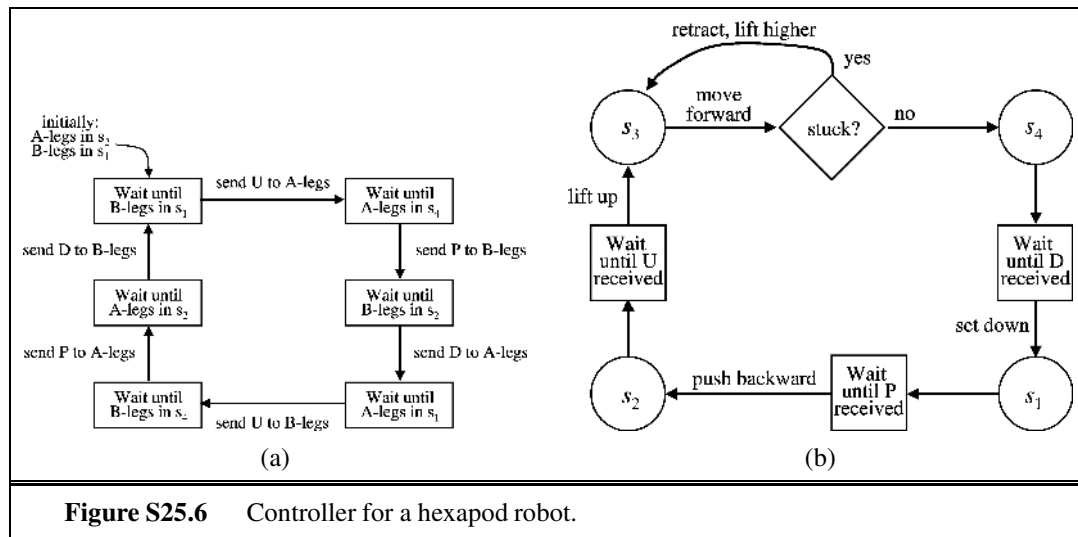 initially:
A-legs in s2
B-legs in s1
Wait until
B-legs in s1
send U to A-legs
Wait until
A-legs in s4
send D to B-legs
send P to B-legs
Wait until
A-legs in s2
Wait until
B-legs in s2
send P to A-legs
send D to A-legs
Wait until
B-legs in s4
send U to B-legs
Wait until
A-legs in s1
(a)
retract, lift higher
yes
s3
move
forward
stuck?
no
s4
lift up
Wait
until U
received
Wait
until D
received
set down
s2
push backward
Wait
until P
received
s1
(b)
Figure S25.6 Controller for a hexapod robot.